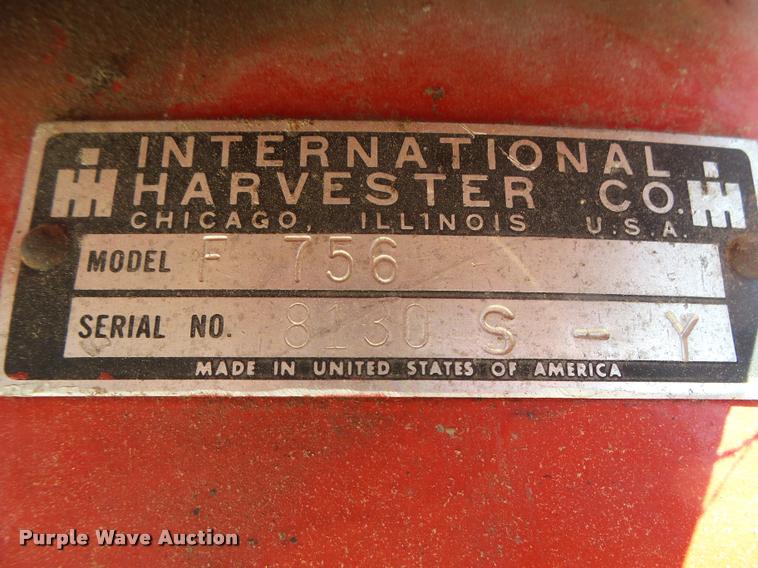 INTERNATIONAL
HARVESTER CO.
CHICAGO, ILLINOIS U.S.A.
MODEL F 756
SERIAL NO. 8130 S - Y
MADE IN UNITED STATES OF AMERICA
Purple Wave Auction